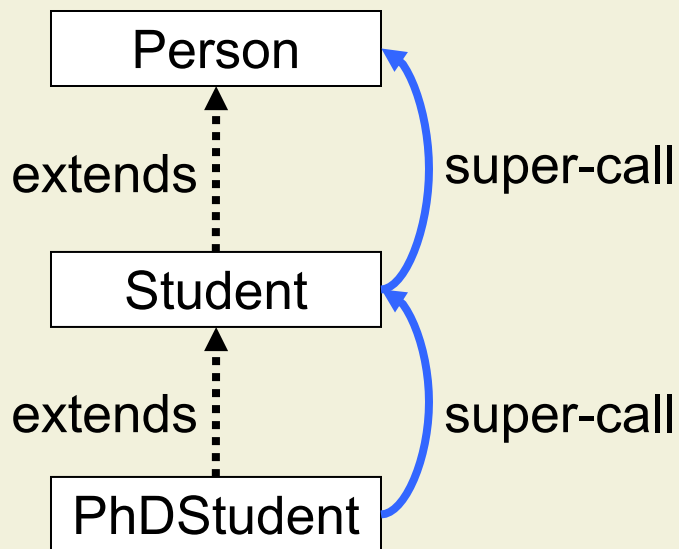 Person
extends
super-call
Student
extends
super-call
PhDStudent